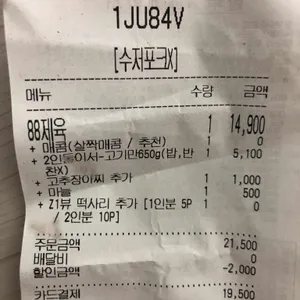 1JU84V
[수저포크X]
메뉴 수량 금액
88제육 1 14,900
+ 매콤(살짝매콤 / 추천) 1 0
+ 2인둘이서-고기만650g(밥,반 1 5,100
찬X)
+ 고추장아찌 추가 1 1,000
+ 마늘 1 500
+ Z1뷰 떡사리 추가 [1인분 5P 1 0
/ 2인분 10P]
주문금액 21,500
배달비 0
할인금액 -2,000
카드결제 19,500